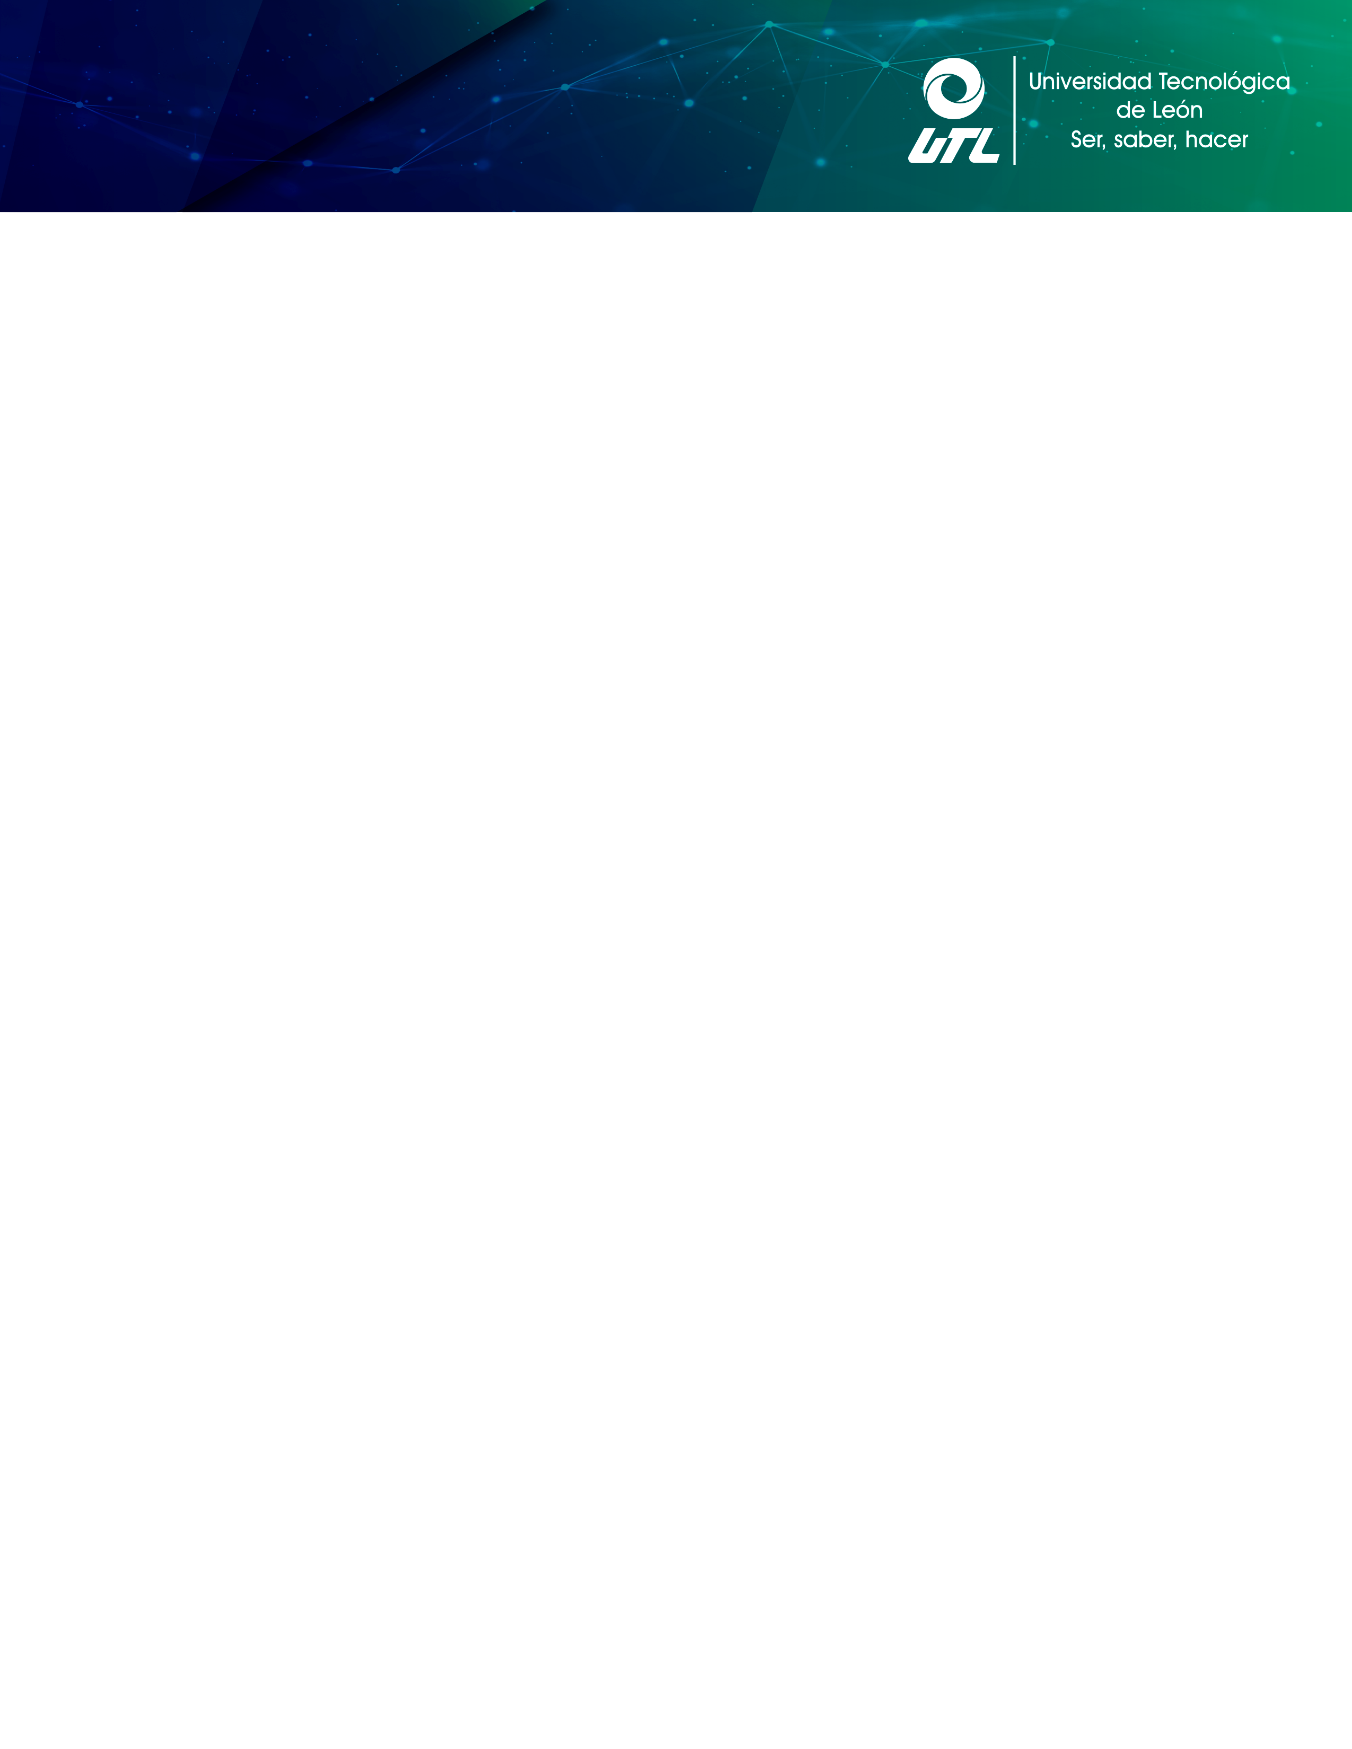 UTL
Universidad Tecnológica
de León
Ser, saber, hacer